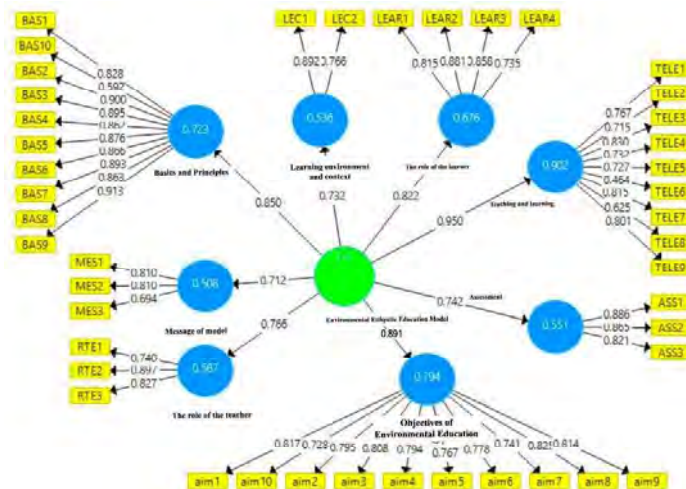 BAS1
BAS10
BAS2
BAS3
BAS4
BAS5
BAS6
BAS7
BAS8
BAS9
0.828
0.592
0.900
0.895
0.876
0.893
0.863
0.913
0.723
and Principles
0.850
LEC1
LEC2
0.892
0.766
0.536
Learning environment
and context
0.732
LEAR1
LEAR2
LEAR3
LEAR4
0.815
0.881
0.858
0.735
0.676
The role of the learner
0.822
TELE1
TELE2
TELE3
TELE4
TELE5
TELE6
TELE7
TELE8
TELE9
0.767
0.715
0.830
0.732
0.727
0.464
0.815
0.625
0.801
0.902
and learning
0.950
MES1
MES2
MES3
0.810
0.810
0.694
0.508
Message of model
0.712
Environmental Education Model
0.742
Assessment
0.551
ASS1
ASS2
ASS3
0.886
0.865
0.821
RTE1
RTE2
RTE3
0.740
0.897
0.827
0.587
The role of the teacher
0.766
0.891
0.794
Objectives of
Environmental Education
0.817
0.728
0.795
0.808
0.794
0.767
0.778
0.741
0.814
aim1
aim10
aim2
aim3
aim4
aim5
aim6
aim7
aim8
aim9